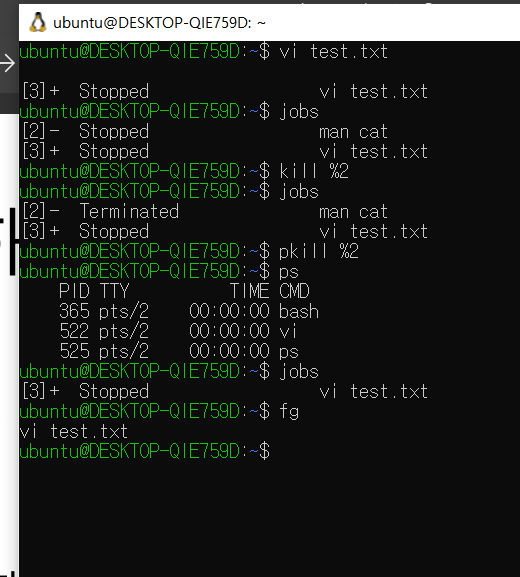 ubuntu@DESKTOP-QIE759D: ~
ubuntu@DESKTOP-QIE759D:~$ vi test.txt
[3]+  Stopped                 vi test.txt
ubuntu@DESKTOP-QIE759D:~$ jobs
[2]-  Stopped                 man cat
[3]+  Stopped                 vi test.txt
ubuntu@DESKTOP-QIE759D:~$ kill %2
ubuntu@DESKTOP-QIE759D:~$ jobs
[2]-  Terminated              man cat
[3]+  Stopped                 vi test.txt
ubuntu@DESKTOP-QIE759D:~$ pkill %2
ubuntu@DESKTOP-QIE759D:~$ ps
    PID TTY          TIME CMD
    365 pts/2    00:00:00 bash
    522 pts/2    00:00:00 vi
    525 pts/2    00:00:00 ps
ubuntu@DESKTOP-QIE759D:~$ jobs
[3]+  Stopped                 vi test.txt
ubuntu@DESKTOP-QIE759D:~$ fg
vi test.txt
ubuntu@DESKTOP-QIE759D:~$